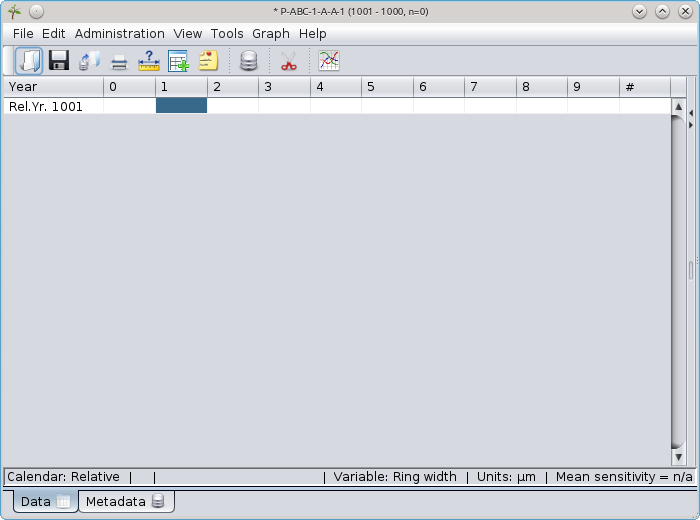 * P-ABC-1-A-A-1 (1001 - 1000, n=0)
File Edit Administration View Tools Graph Help
Year 0 1 2 3 4 5 6 7 8 9 #
Rel.Yr. 1001
Calendar: Relative | | | Variable: Ring width | Units: µm | Mean sensitivity = n/a
Data Metadata